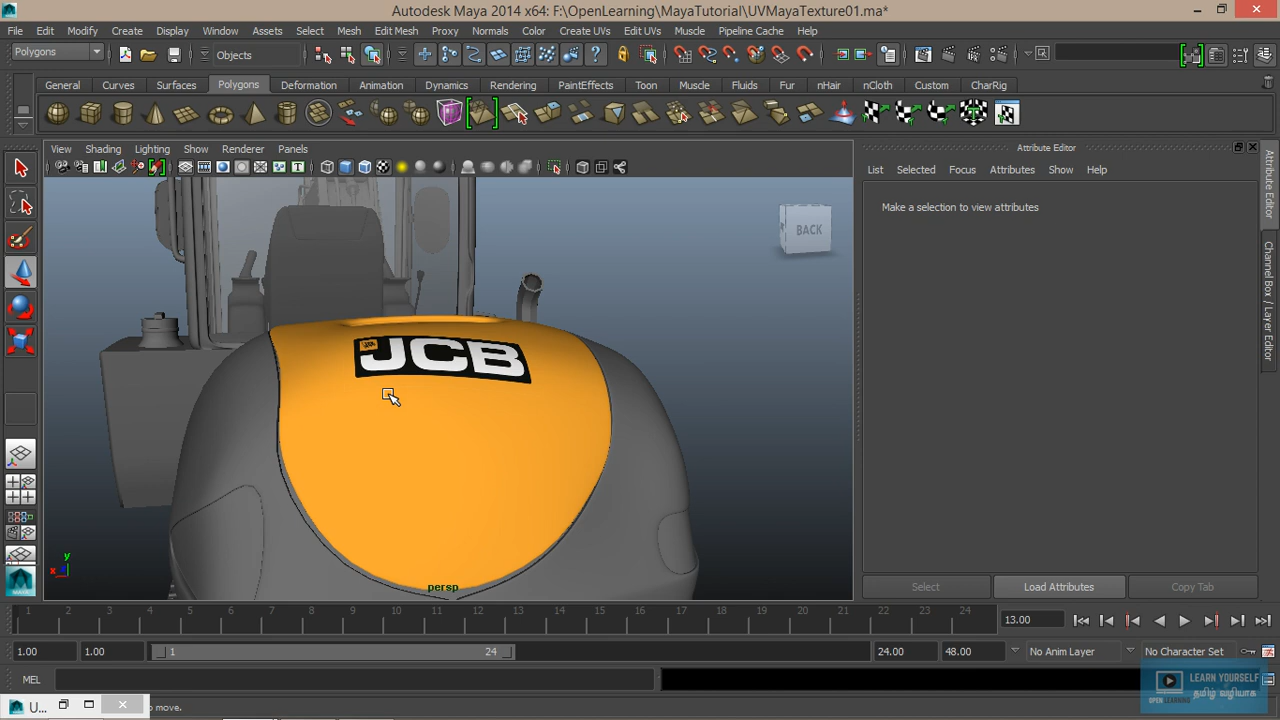 Autodesk Maya 2014 x64: F:\OpenLearning\MayaTutorial\UVMayaTexture01.ma*
File Edit Modify Create Display Window Assets Select Mesh Edit Mesh Proxy Normals Color Create UVs Edit UVs Muscle Pipeline Cache Help
Polygons Objects
General Curves Surfaces Polygons Deformation Animation Dynamics Rendering PaintEffects Toon Muscle Fluids Fur nHair nCloth Custom CharRig
View Shading Lighting Show Renderer Panels
Attribute Editor
List Selected Focus Attributes Show Help
Make a selection to view attributes
BACK
JCB
persp
y
x
Attribute Editor
Channel Box / Layer Editor
Select Load Attributes Copy Tab
1 2 3 4 5 6 7 8 9 10 11 12 13 14 15 16 17 18 19 20 21 22 23 24 13.00
1.00 1.00 1 24 24.00 48.00 No Anim Layer No Character Set
MEL
LEARN YOURSELF
தமிழ் வழியாக
OPEN LEARNING
U... to move.